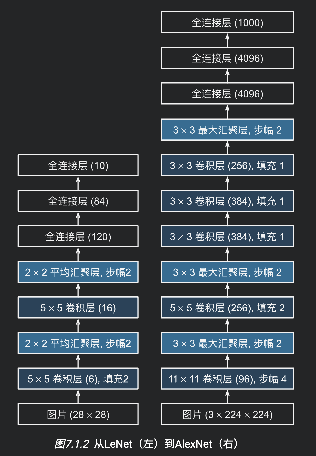 全连接层 (10)
全连接层 (84)
全连接层 (120)
2 × 2 平均汇聚层, 步幅2
5 × 5 卷积层 (16)
2 × 2 平均汇聚层, 步幅2
5 × 5 卷积层 (6), 填充2
图片 (28 × 28)
全连接层 (1000)
全连接层 (4096)
全连接层 (4096)
3 × 3 最大汇聚层, 步幅 2
3 × 3 卷积层 (256), 填充 1
3 × 3 卷积层 (384), 填充 1
3 × 3 卷积层 (384), 填充 1
3 × 3 最大汇聚层, 步幅 2
5 × 5 卷积层 (256), 填充 2
3 × 3 最大汇聚层, 步幅 2
11 × 11 卷积层 (96), 步幅 4
图片 (3 × 224 × 224)
图7.1.2 从LeNet（左）到AlexNet（右）